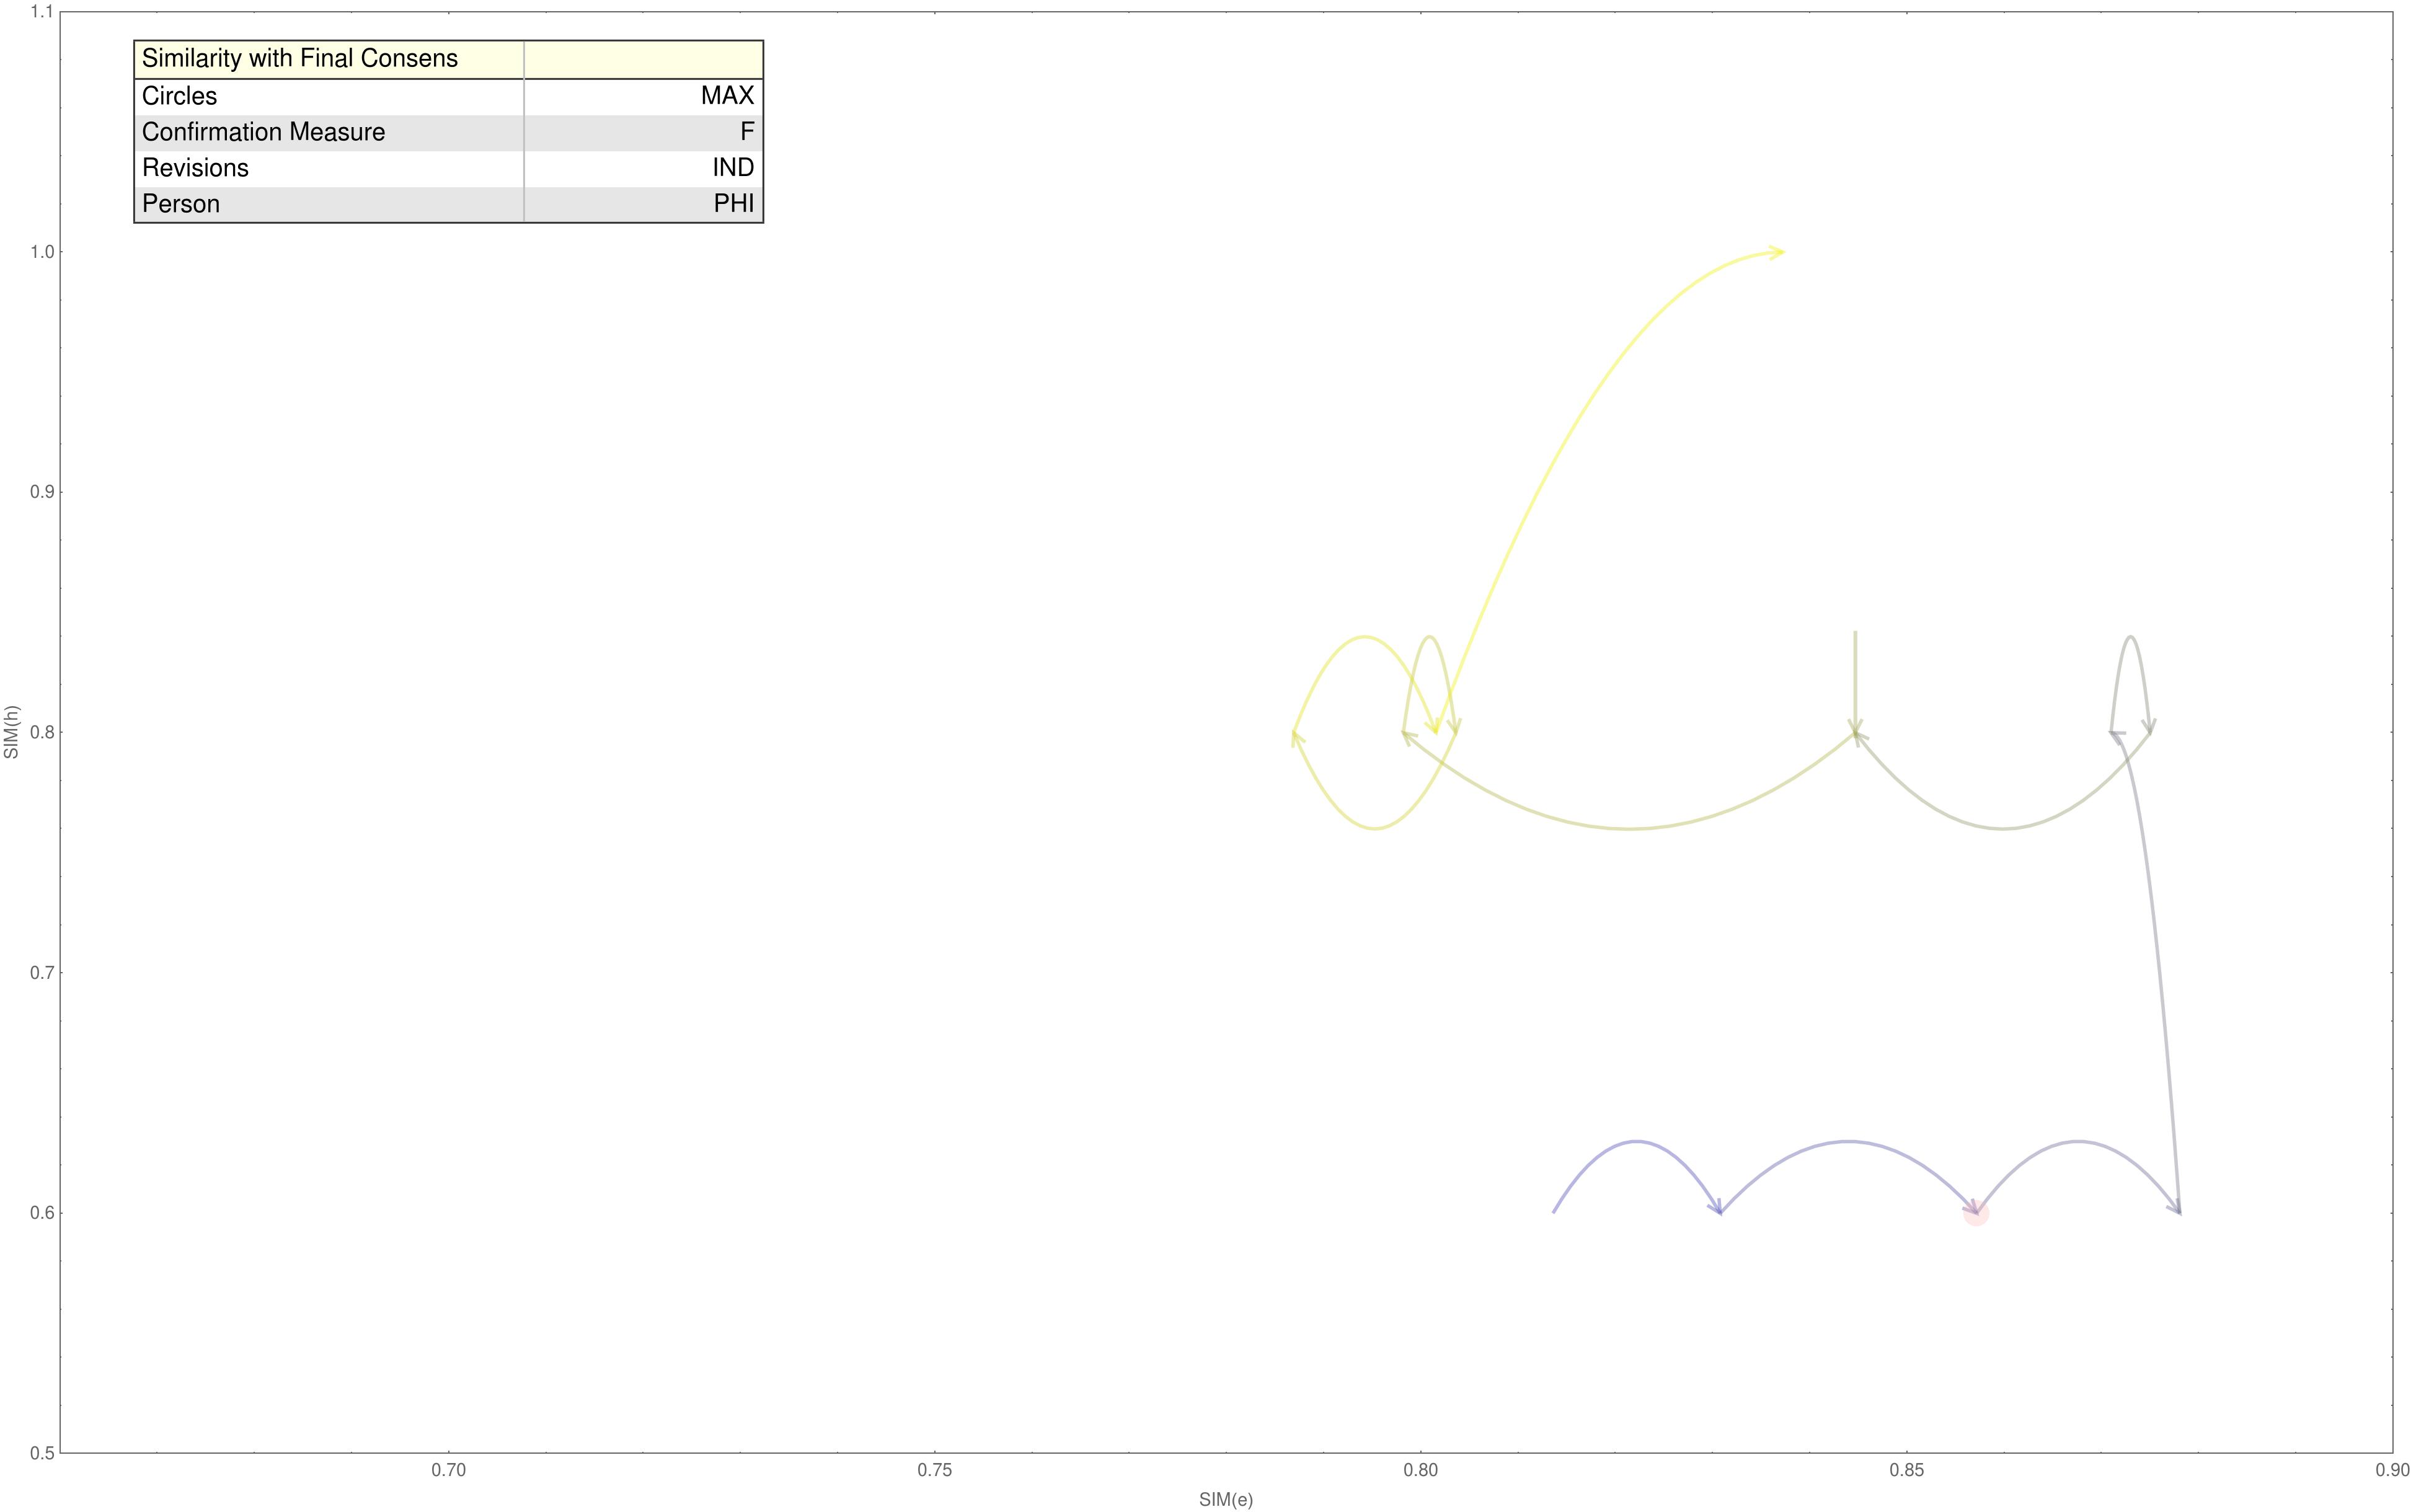 1.1
Similarity with Final Consens
Circles MAX
Confirmation Measure F
Revisions IND
Person PHI
1.0
0.9
0.8
SIM(h)
0.7
0.6
0.5
0.70 0.75 0.80 0.85 0.90
SIM(e)